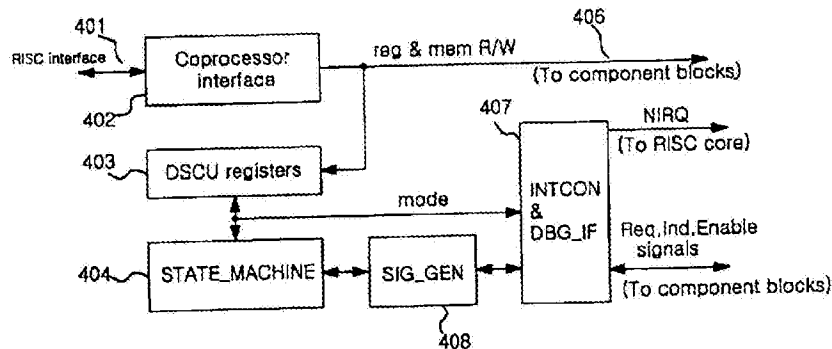 401
406
RISC interface
Coprocessor
interface
reg & mem R/W
(To component blocks)
402
407
NIRQ
(To RISC core)
403
DSCU registers
INTCON
&
DBG_IF
mode
Req,Ind,Enable
signals
404
STATE_MACHINE
SIG_GEN
(To component blocks)
408